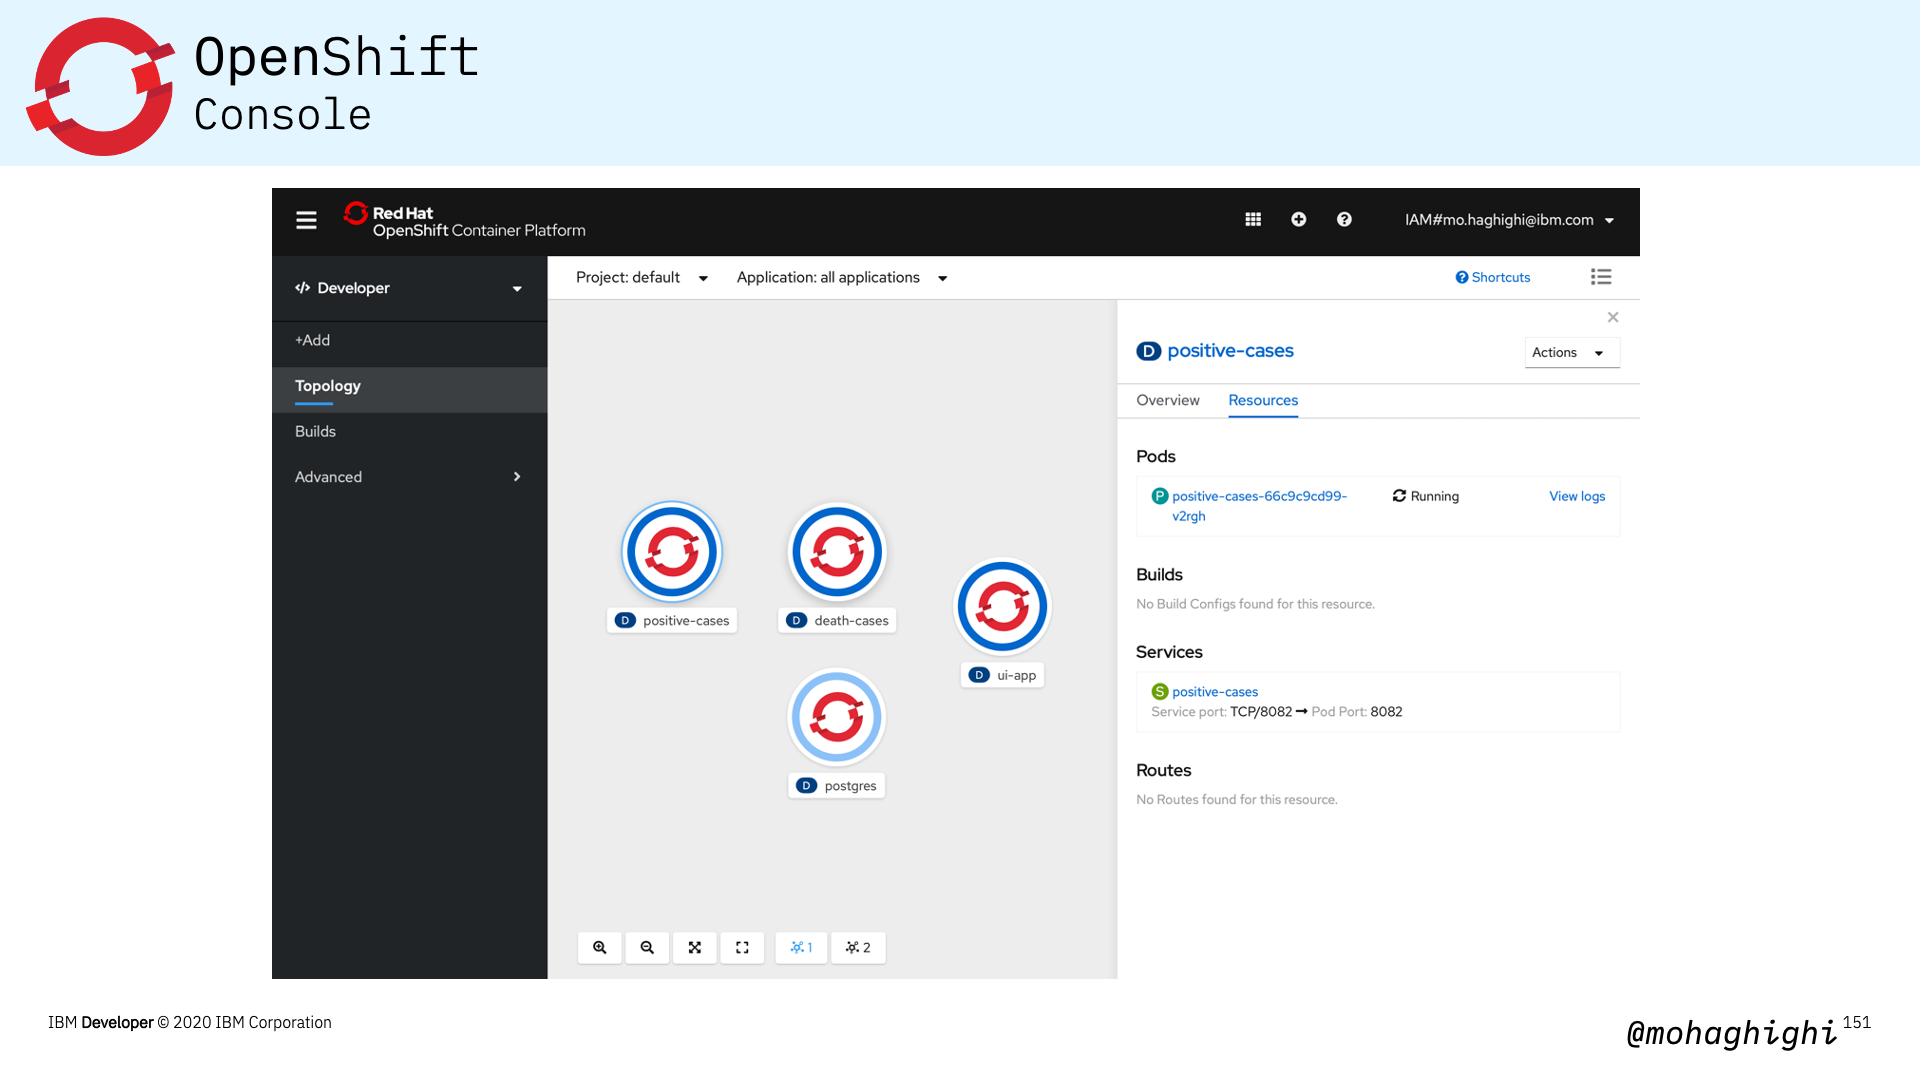 OpenShift
Console
Red Hat
OpenShift Container Platform
IAM#mo.haghighi@ibm.com
Developer
Project: default
Application: all applications
Shortcuts
+Add
Topology
Builds
Advanced
positive-cases
death-cases
ui-app
postgres
1
2
D positive-cases
Actions
Overview
Resources
Pods
P positive-cases-66c9c9cd99-
v2rgh
Running
View logs
Builds
No Build Configs found for this resource.
Services
S positive-cases
Service port: TCP/8082 → Pod Port: 8082
Routes
No Routes found for this resource.
IBM Developer © 2020 IBM Corporation
@mohaghighi
151